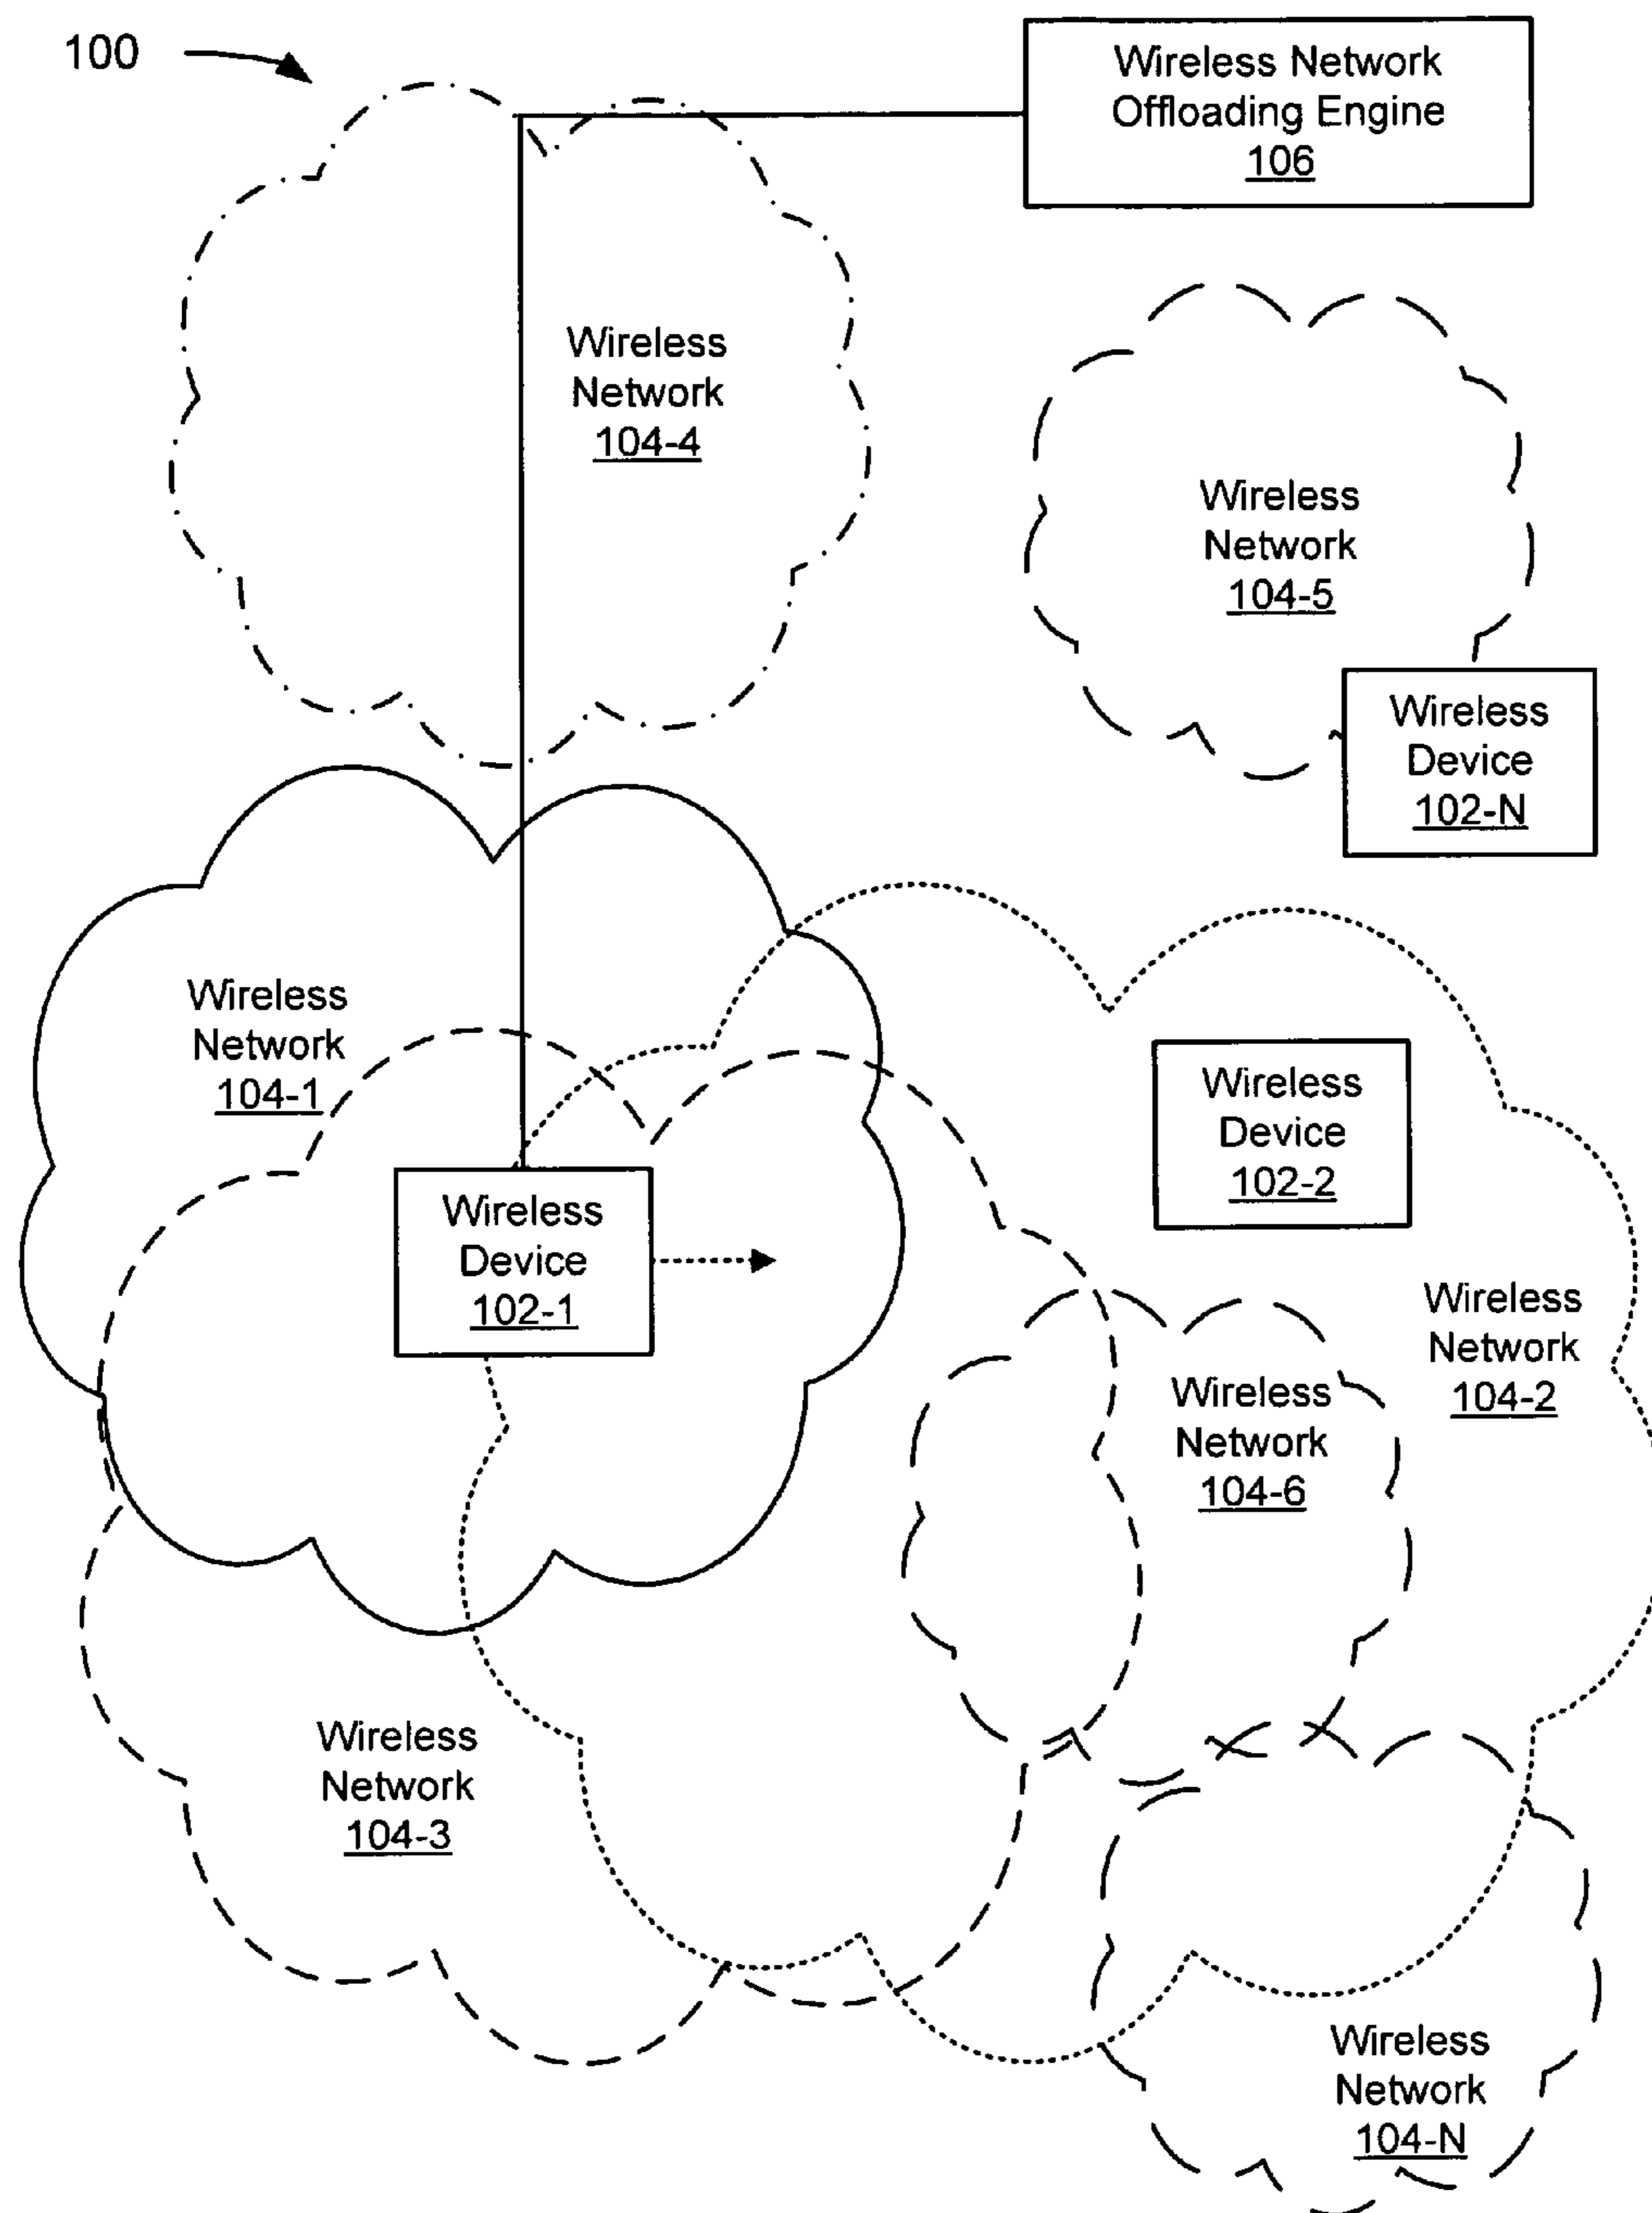 100
Wireless Network
Offloading Engine
106
Wireless
Network
104-4
Wireless
Network
104-5
Wireless
Device
102-N
Wireless
Network
104-1
Wireless
Device
102-2
Wireless
Device
102-1
Wireless
Network
104-2
Wireless
Network
104-6
Wireless
Network
104-3
Wireless
Network
104-N